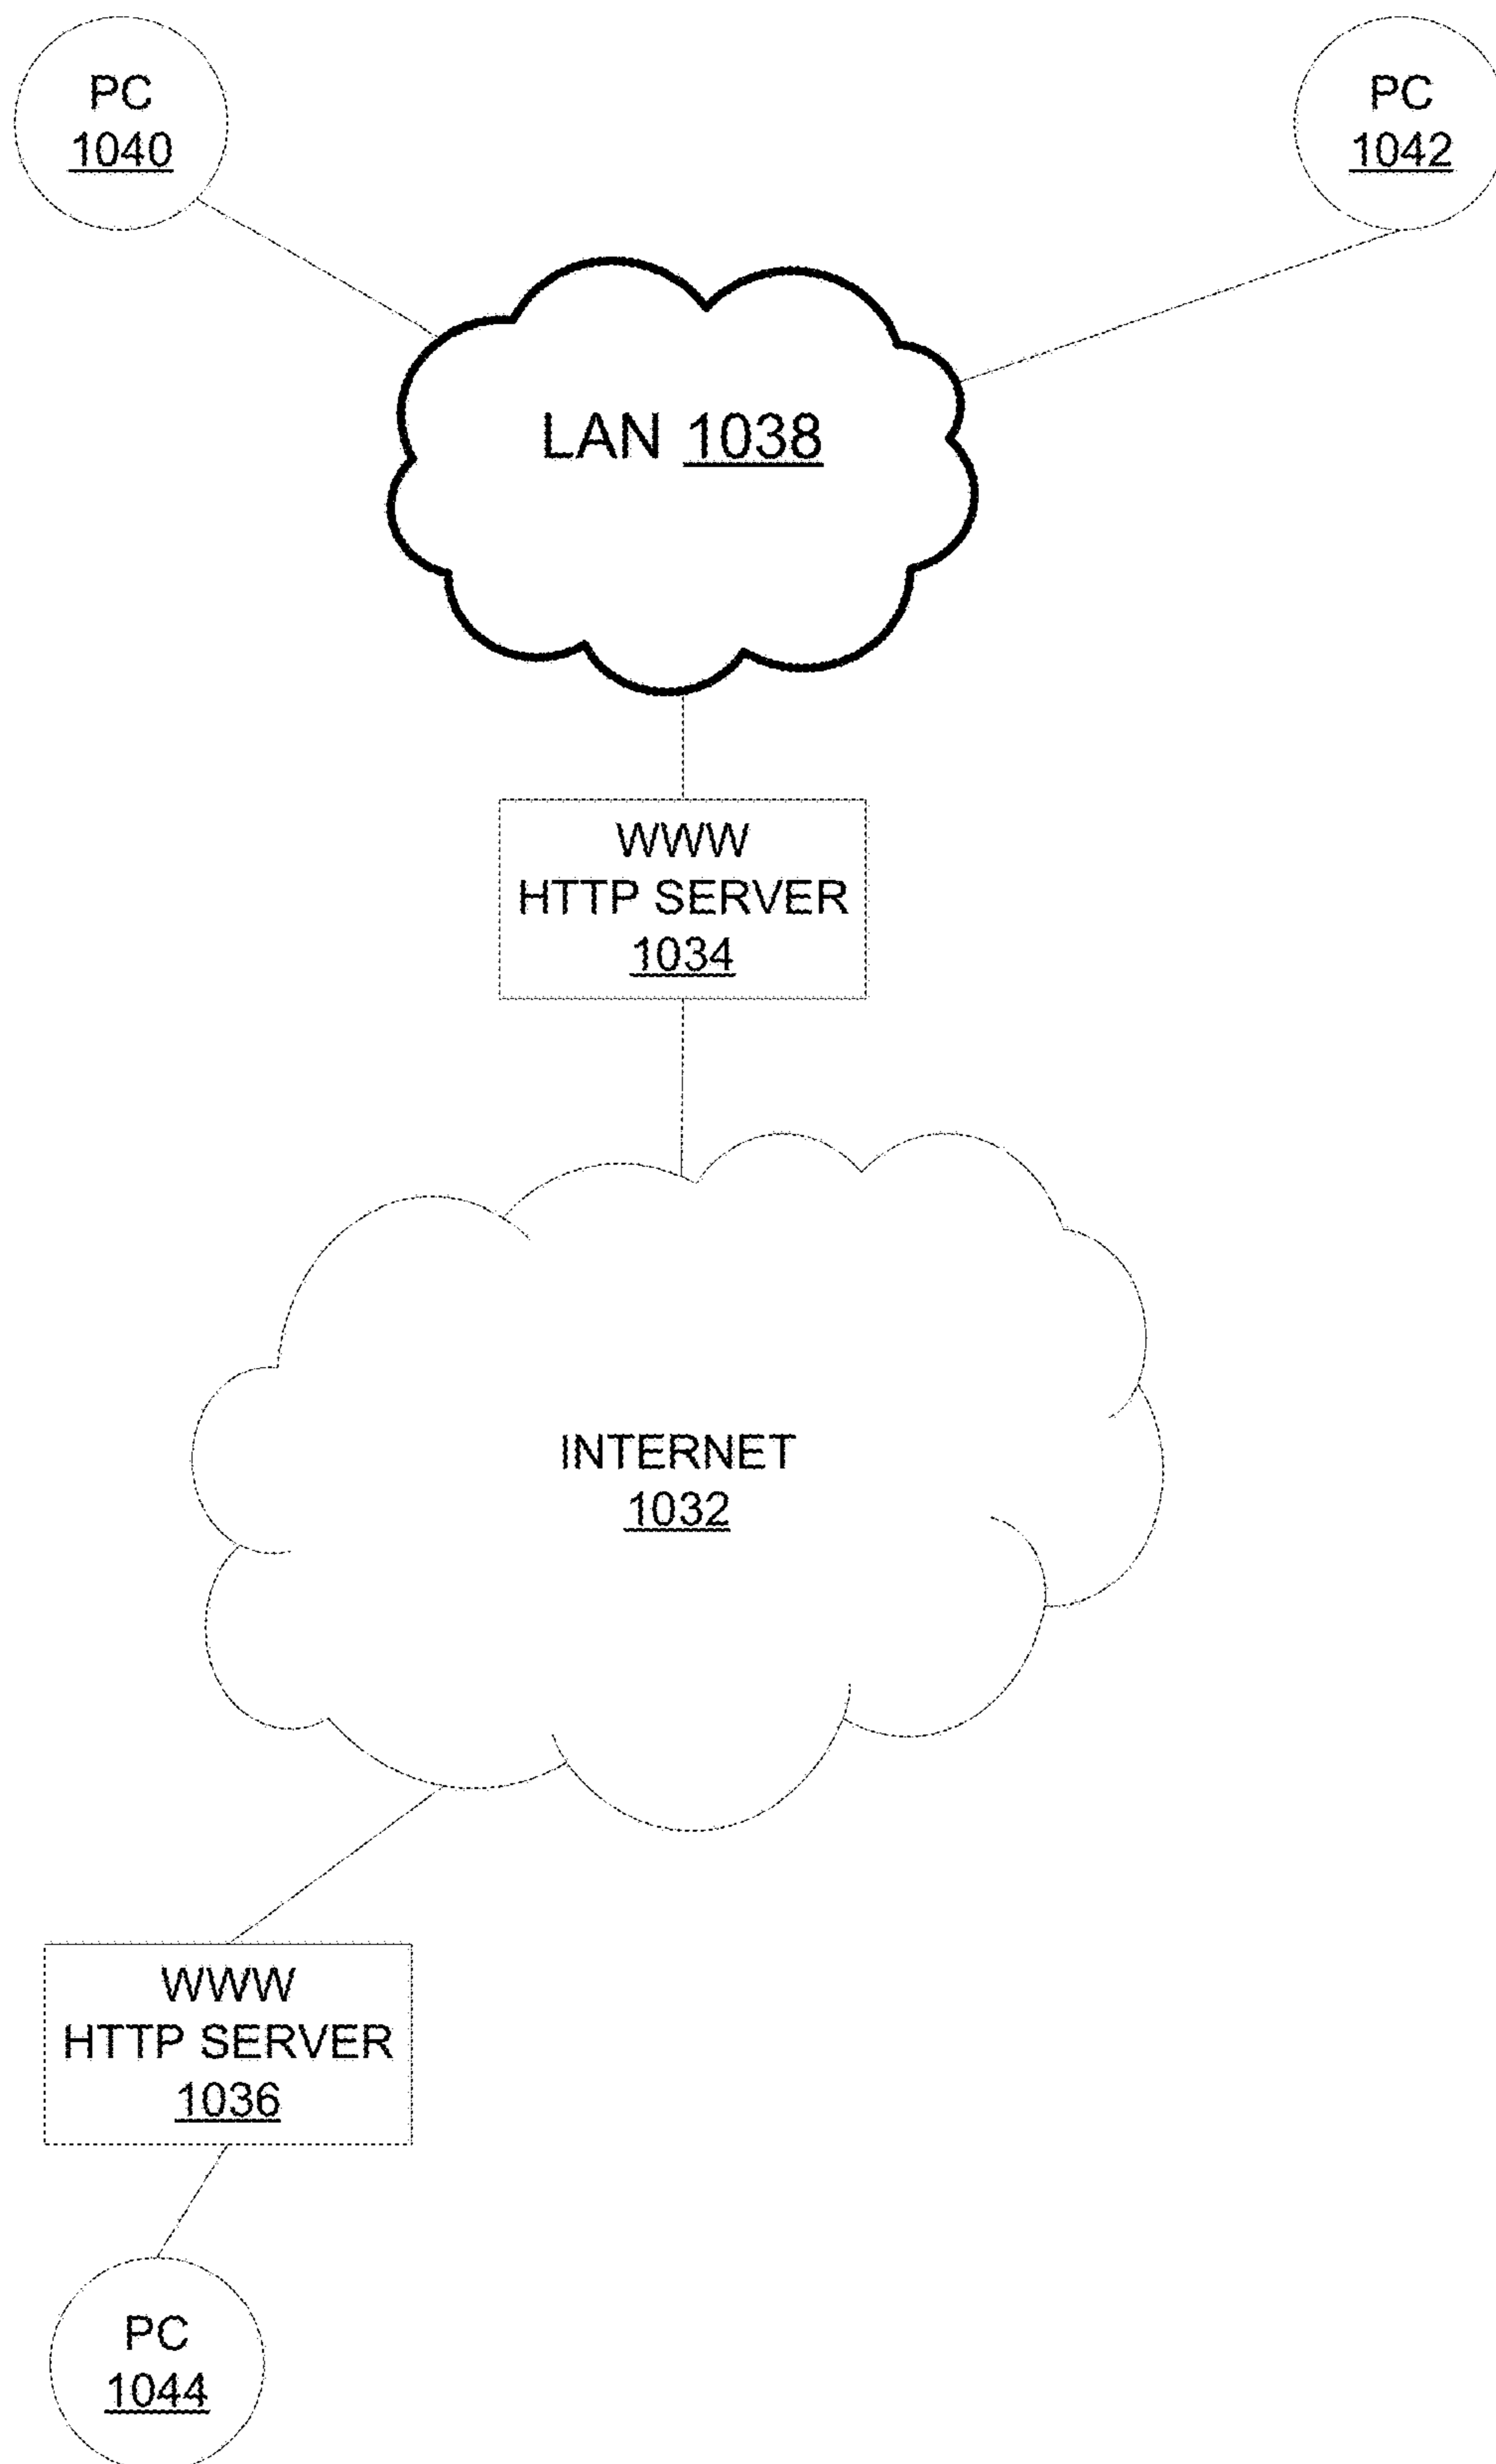 PC
1040
PC
1042
LAN 1038
WWW
HTTP SERVER
1034
INTERNET
1032
WWW
HTTP SERVER
1036
PC
1044